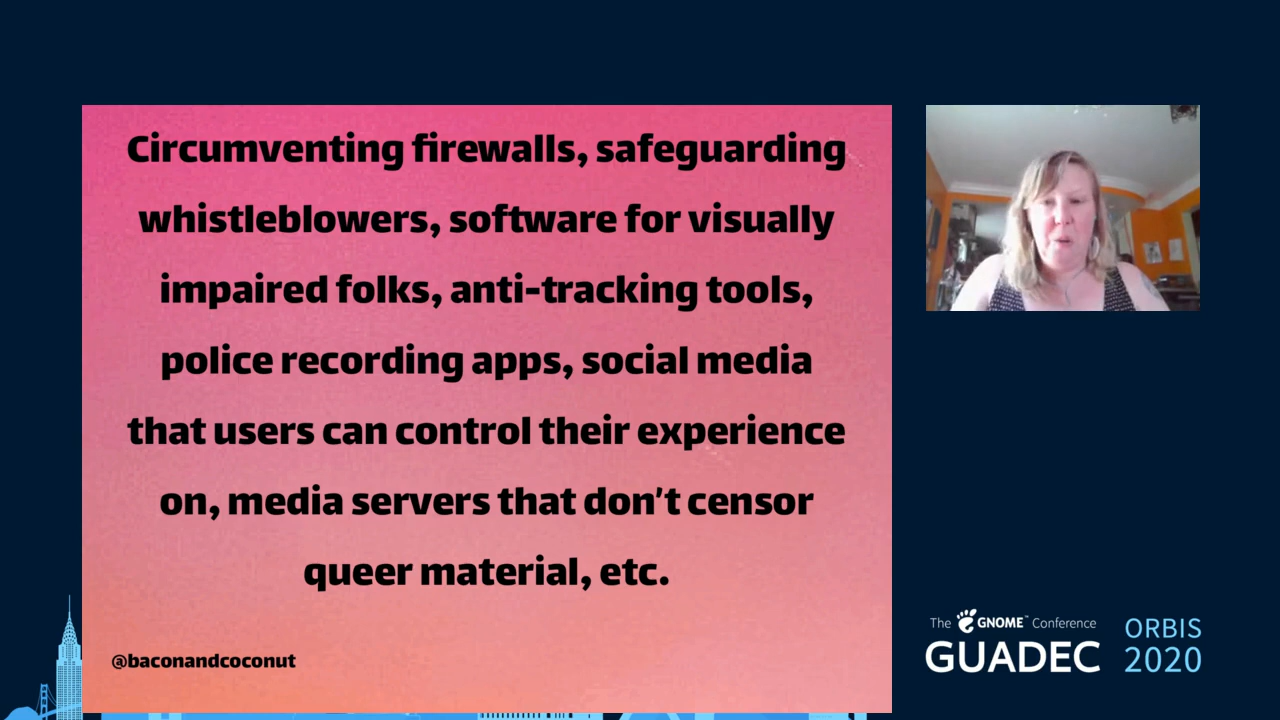 Circumventing firewalls, safeguarding
whistleblowers, software for visually
impaired folks, anti-tracking tools,
police recording apps, social media
that users can control their experience
on, media servers that don't censor
queer material, etc.
@baconandcoconut
The GNOME™ Conference
GUADEC
ORBIS
2020